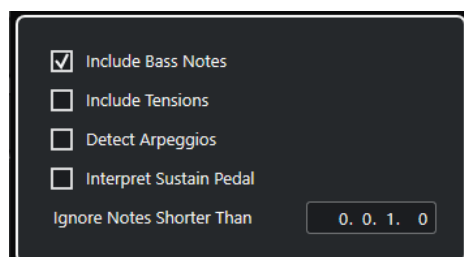 Include Bass Notes
Include Tensions
Detect Arpeggios
Interpret Sustain Pedal
Ignore Notes Shorter Than 0. 0. 1. 0